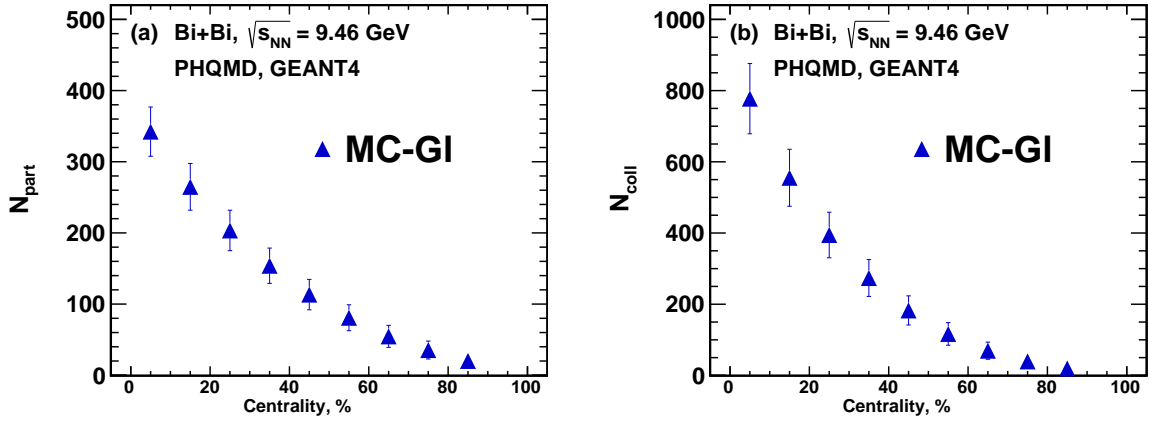 (a) Bi+Bi, √sNN = 9.46 GeV
PHQMD, GEANT4
MC-Gl
Npart
500
400
300
200
100
0
0 20 40 60 80 100
Centrality, %
(b) Bi+Bi, √sNN = 9.46 GeV
PHQMD, GEANT4
MC-Gl
Ncoll
1000
800
600
400
200
0
0 20 40 60 80 100
Centrality, %